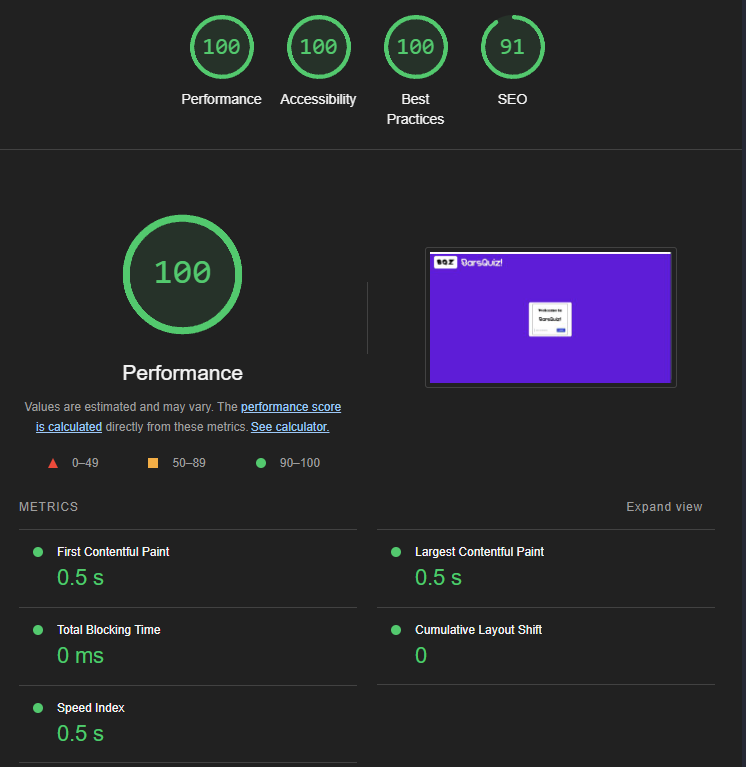 100
100
100
91
Performance
Accessibility
Best
Practices
SEO
100
Performance
Values are estimated and may vary. The performance score
is calculated directly from these metrics. See calculator.
0–49
50–89
90–100
BarsQuiz!
Welcome to
BarsQuiz!
METRICS
Expand view
First Contentful Paint
0.5 s
Largest Contentful Paint
0.5 s
Total Blocking Time
0 ms
Cumulative Layout Shift
0
Speed Index
0.5 s